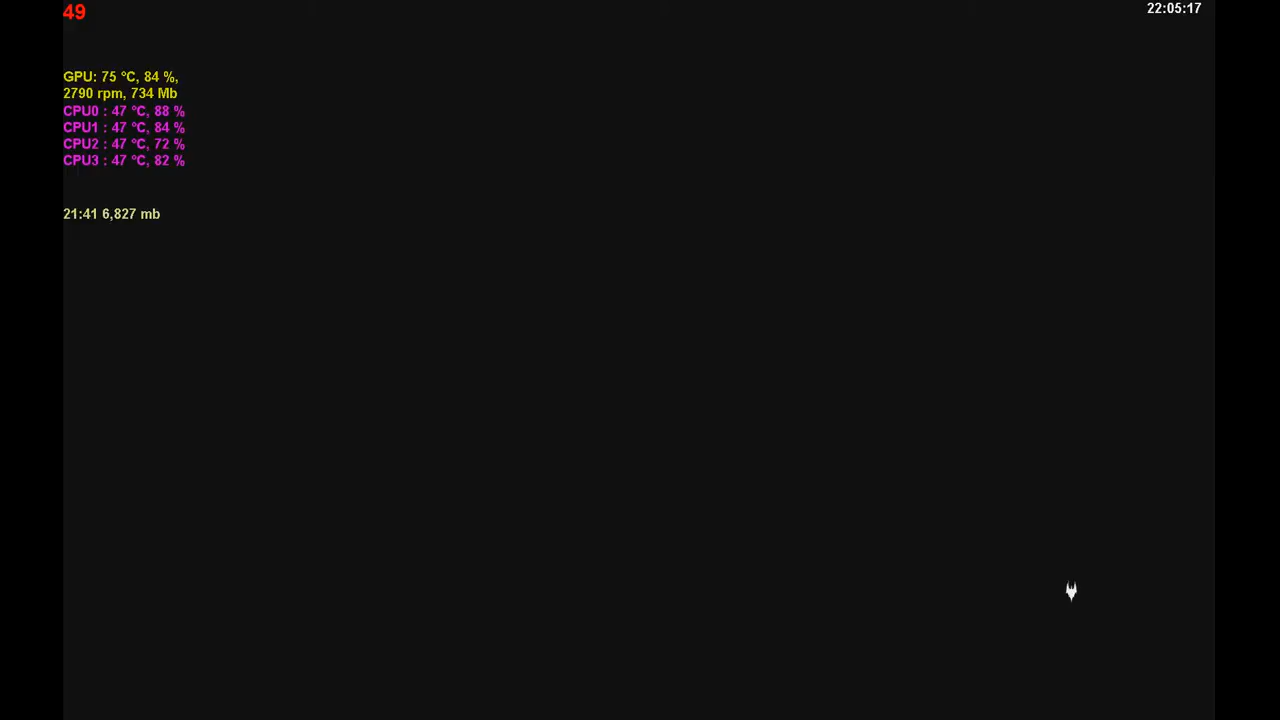 49
22:05:17
GPU: 75 °C, 84 %,
2790 rpm, 734 Mb
CPU0 : 47 °C, 88 %
CPU1 : 47 °C, 84 %
CPU2 : 47 °C, 72 %
CPU3 : 47 °C, 82 %
21:41 6,827 mb